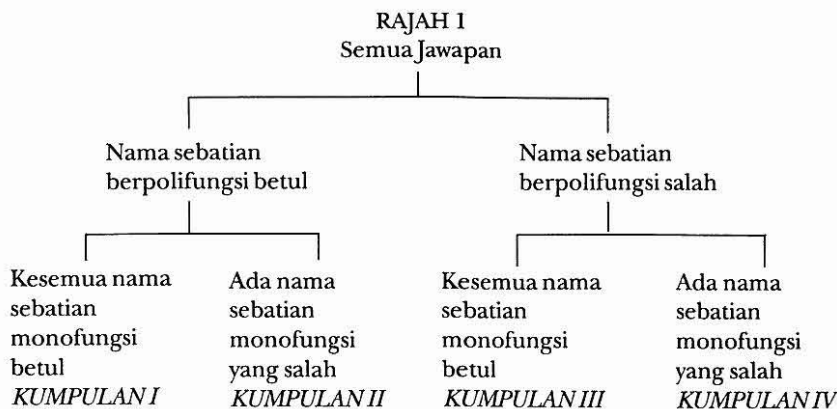 RAJAH 1
Semua Jawapan
Nama sebatian
berpolifungsi betul
Nama sebatian
berpolifungsi salah
Kesemua nama
sebatian
monofungsi
betul
KUMPULAN I
Ada nama
sebatian
monofungsi
yang salah
KUMPULAN II
Kesemua nama
sebatian
monofungsi
betul
KUMPULAN III
Ada nama
sebatian
monofungsi
yang salah
KUMPULAN IV